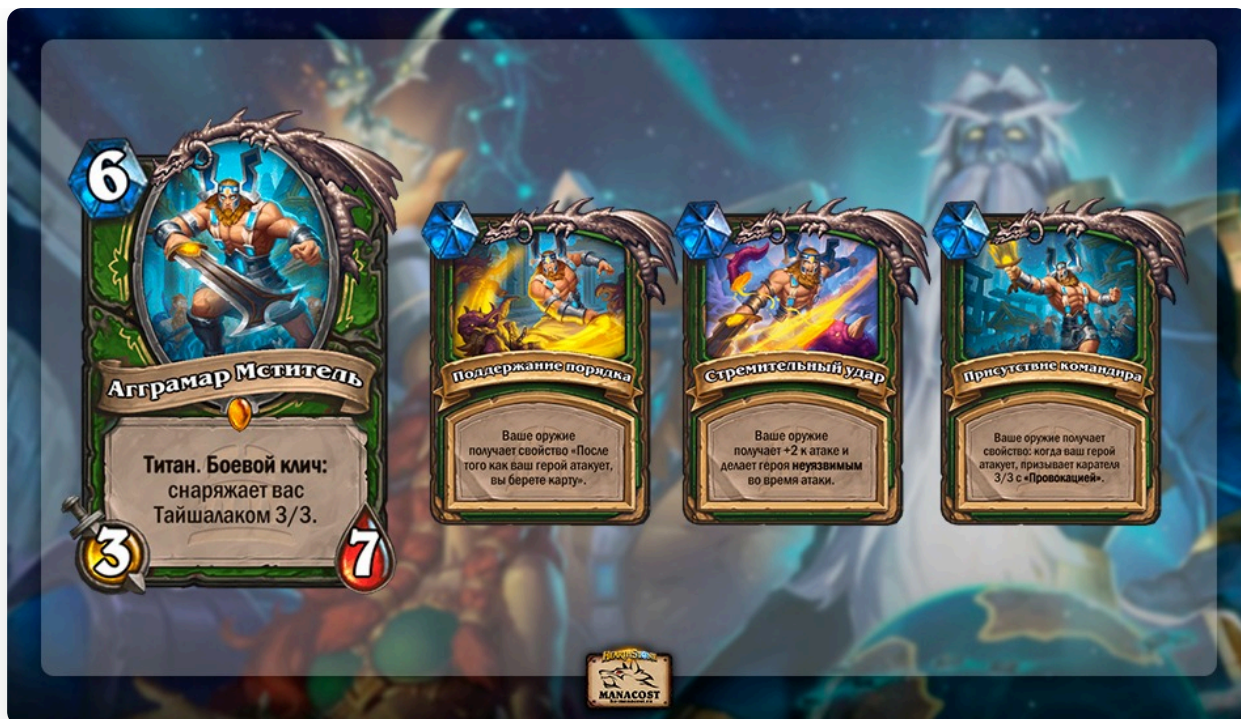 6
Агграмар Мститель
Титан. Боевой клич:
снаряжает вас
Тайшалаком 3/3.
3
7
Поддержание порядка
Ваше оружие
получает свойство «После
того как ваш герой атакует,
вы берете карту».
Стремительный удар
Ваше оружие
получает +2 к атаке и
делает героя неуязвимым
во время атаки.
Присутствие командира
Ваше оружие получает
свойство: когда ваш герой
атакует, призывает карателя
3/3 с «Провокацией».
HEARTHSTONE
MANACOST